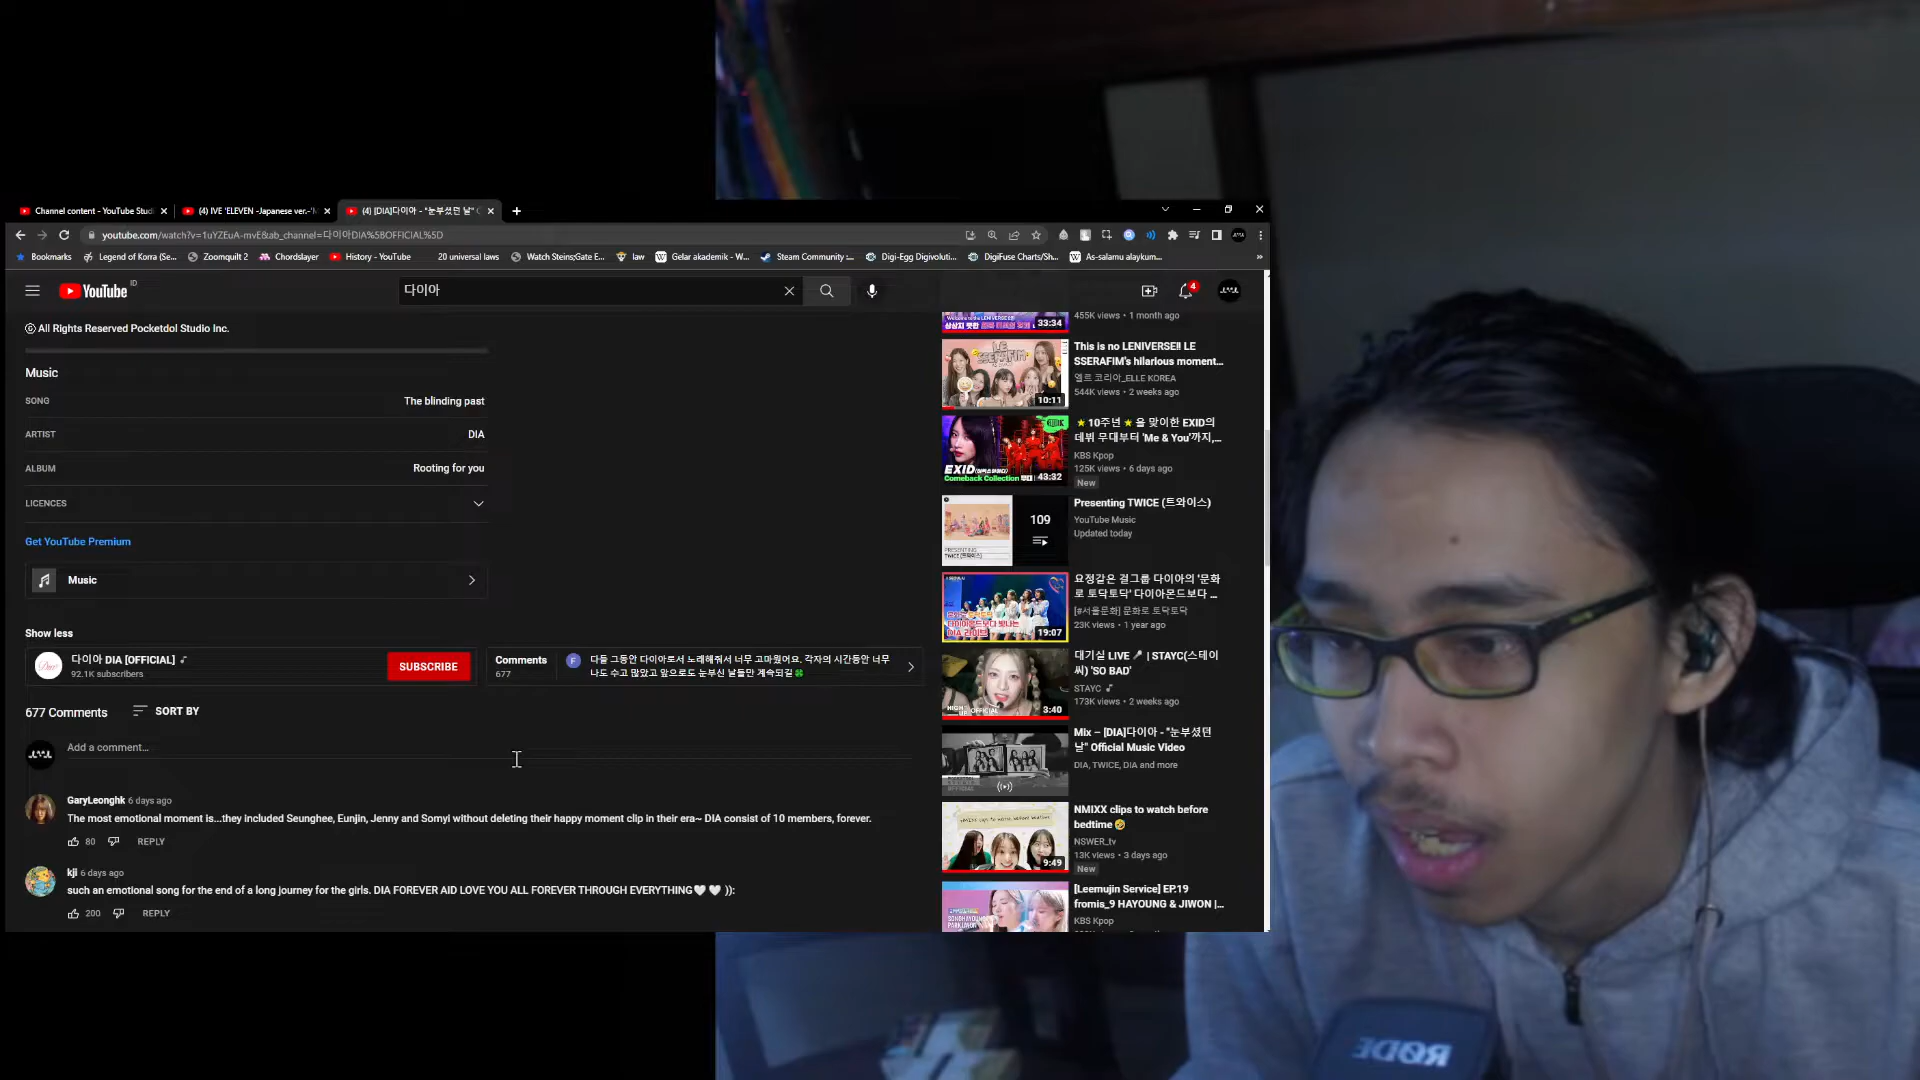 Channel content - YouTube Stud
(4) IVE 'ELEVEN -Japanese ver.-'M
(4) [DIA]다이아 - "눈부셨던 날" O
youtube.com/watch?v=1uYZEuA-mvE&ab_channel=다이아DIA%5BOFFICIAL%5D
Bookmarks
Legend of Korra (Se...
Zoomquilt 2
Chordslayer
History - YouTube
20 universal laws
Watch Steins;Gate E...
law
Gelar akademik - W...
Steam Community :...
Digi-Egg Digivoluti...
DigiFuse Charts/Sh...
As-salamu alaykum...
»
YouTube ID
다이아
4
ⓒ All Rights Reserved Pocketdol Studio Inc.
Music
SONG
The blinding past
ARTIST
DIA
ALBUM
Rooting for you
LICENCES
Get YouTube Premium
Music
Show less
다이아 DIA [OFFICIAL]
92.1K subscribers
SUBSCRIBE
Comments
677
F
다들 그동안 다이아로서 노래해줘서 너무 고마웠어요. 각자의 시간동안 너무
나도 수고 많았고 앞으로도 눈부신 날들만 계속되길🍀
677 Comments
SORT BY
Add a comment...
GaryLeonghk 6 days ago
The most emotional moment is...they included Seunghee, Eunjin, Jenny and Somyi without deleting their happy moment clip in their era~ DIA consist of 10 members, forever.
80
REPLY
kji 6 days ago
such an emotional song for the end of a long journey for the girls. DIA FOREVER AID LOVE YOU ALL FOREVER THROUGH EVERYTHING🤍🤍 )):
200
REPLY
33:34
455K views • 1 month ago
LE SSERAFIM
10:11
This is no LENIVERSE!! LE
SSERAFIM's hilarious moment...
엘르 코리아_ELLE KOREA
544K views • 2 weeks ago
EXID
Comeback Collection
43:32
★10주년★을 맞이한 EXID의
데뷔 무대부터 'Me & You'까지,...
KBS Kpop
125K views • 6 days ago
New
PRESENTING
109
Presenting TWICE (트와이스)
YouTube Music
Updated today
19:07
요정같은 걸그룹 다이아의 '문화
로 토닥토닥' 다이아몬드보다 ...
[#서울문화] 문화로 토닥토닥
23K views • 1 year ago
3:40
대기실 LIVE 🎤 | STAYC(스테이
씨) 'SO BAD'
STAYC
173K views • 2 weeks ago
Mix – [DIA]다이아 - "눈부셨던
날" Official Music Video
DIA, TWICE, DIA and more
NMIXX clips to watch before bedtime
9:49
NMIXX clips to watch before
bedtime 🤣
NSWER_tv
13K views • 3 days ago
New
[Leemujin Service] EP.19
fromis_9 HAYOUNG & JIWON |...
KBS Kpop
RØDE